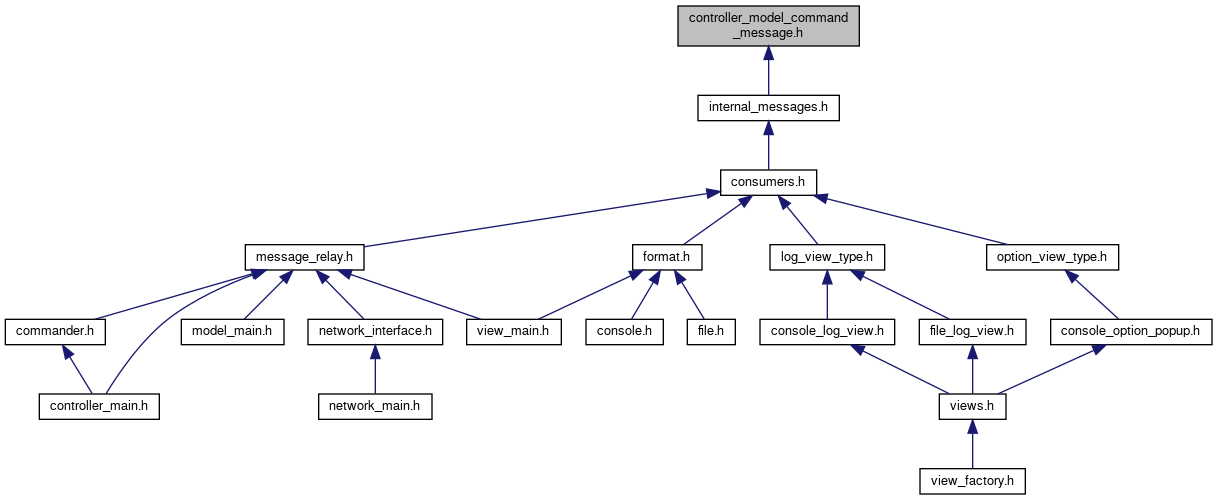 controller_model_command
_message.h
internal_messages.h
consumers.h
message_relay.h
format.h
log_view_type.h
option_view_type.h
commander.h
model_main.h
network_interface.h
view_main.h
console.h
file.h
console_log_view.h
file_log_view.h
console_option_popup.h
controller_main.h
network_main.h
views.h
view_factory.h